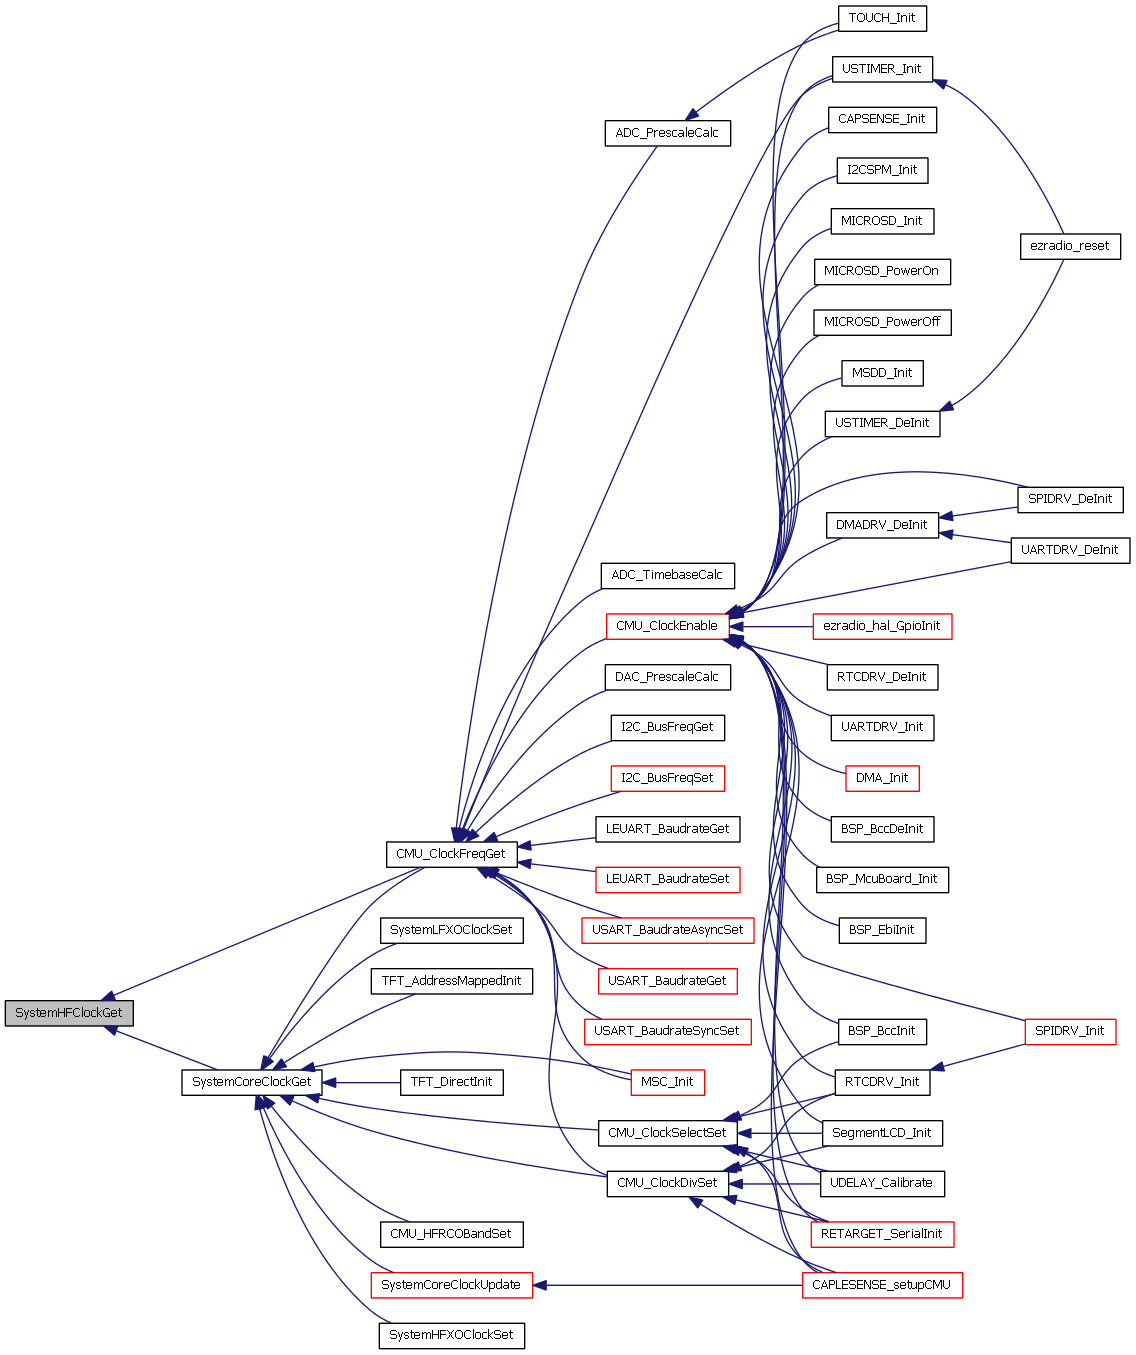 TOUCH_Init
USTIMER_Init
CAPSENSE_Init
ADC_PrescaleCalc
I2CSPM_Init
MICROSD_Init
ezradio_reset
MICROSD_PowerOn
MICROSD_PowerOff
MSDD_Init
USTIMER_DeInit
SPIDRV_DeInit
DMADRV_DeInit
UARTDRV_DeInit
ADC_TimebaseCalc
CMU_ClockEnable
ezradio_hal_GpioInit
DAC_PrescaleCalc
RTCDRV_DeInit
I2C_BusFreqGet
UARTDRV_Init
I2C_BusFreqSet
DMA_Init
LEUART_BaudrateGet
BSP_BccDeInit
CMU_ClockFreqGet
LEUART_BaudrateSet
BSP_McuBoard_Init
SystemLFXOClockSet
USART_BaudrateAsyncSet
BSP_EbiInit
TFT_AddressMappedInit
USART_BaudrateGet
SystemHFClockGet
USART_BaudrateSyncSet
BSP_BccInit
SPIDRV_Init
SystemCoreClockGet
TFT_DirectInit
MSC_Init
RTCDRV_Init
CMU_ClockSelectSet
SegmentLCD_Init
CMU_ClockDivSet
UDELAY_Calibrate
CMU_HFRCOBandSet
RETARGET_SerialInit
SystemCoreClockUpdate
CAPLESENSE_setupCMU
SystemHFXOClockSet